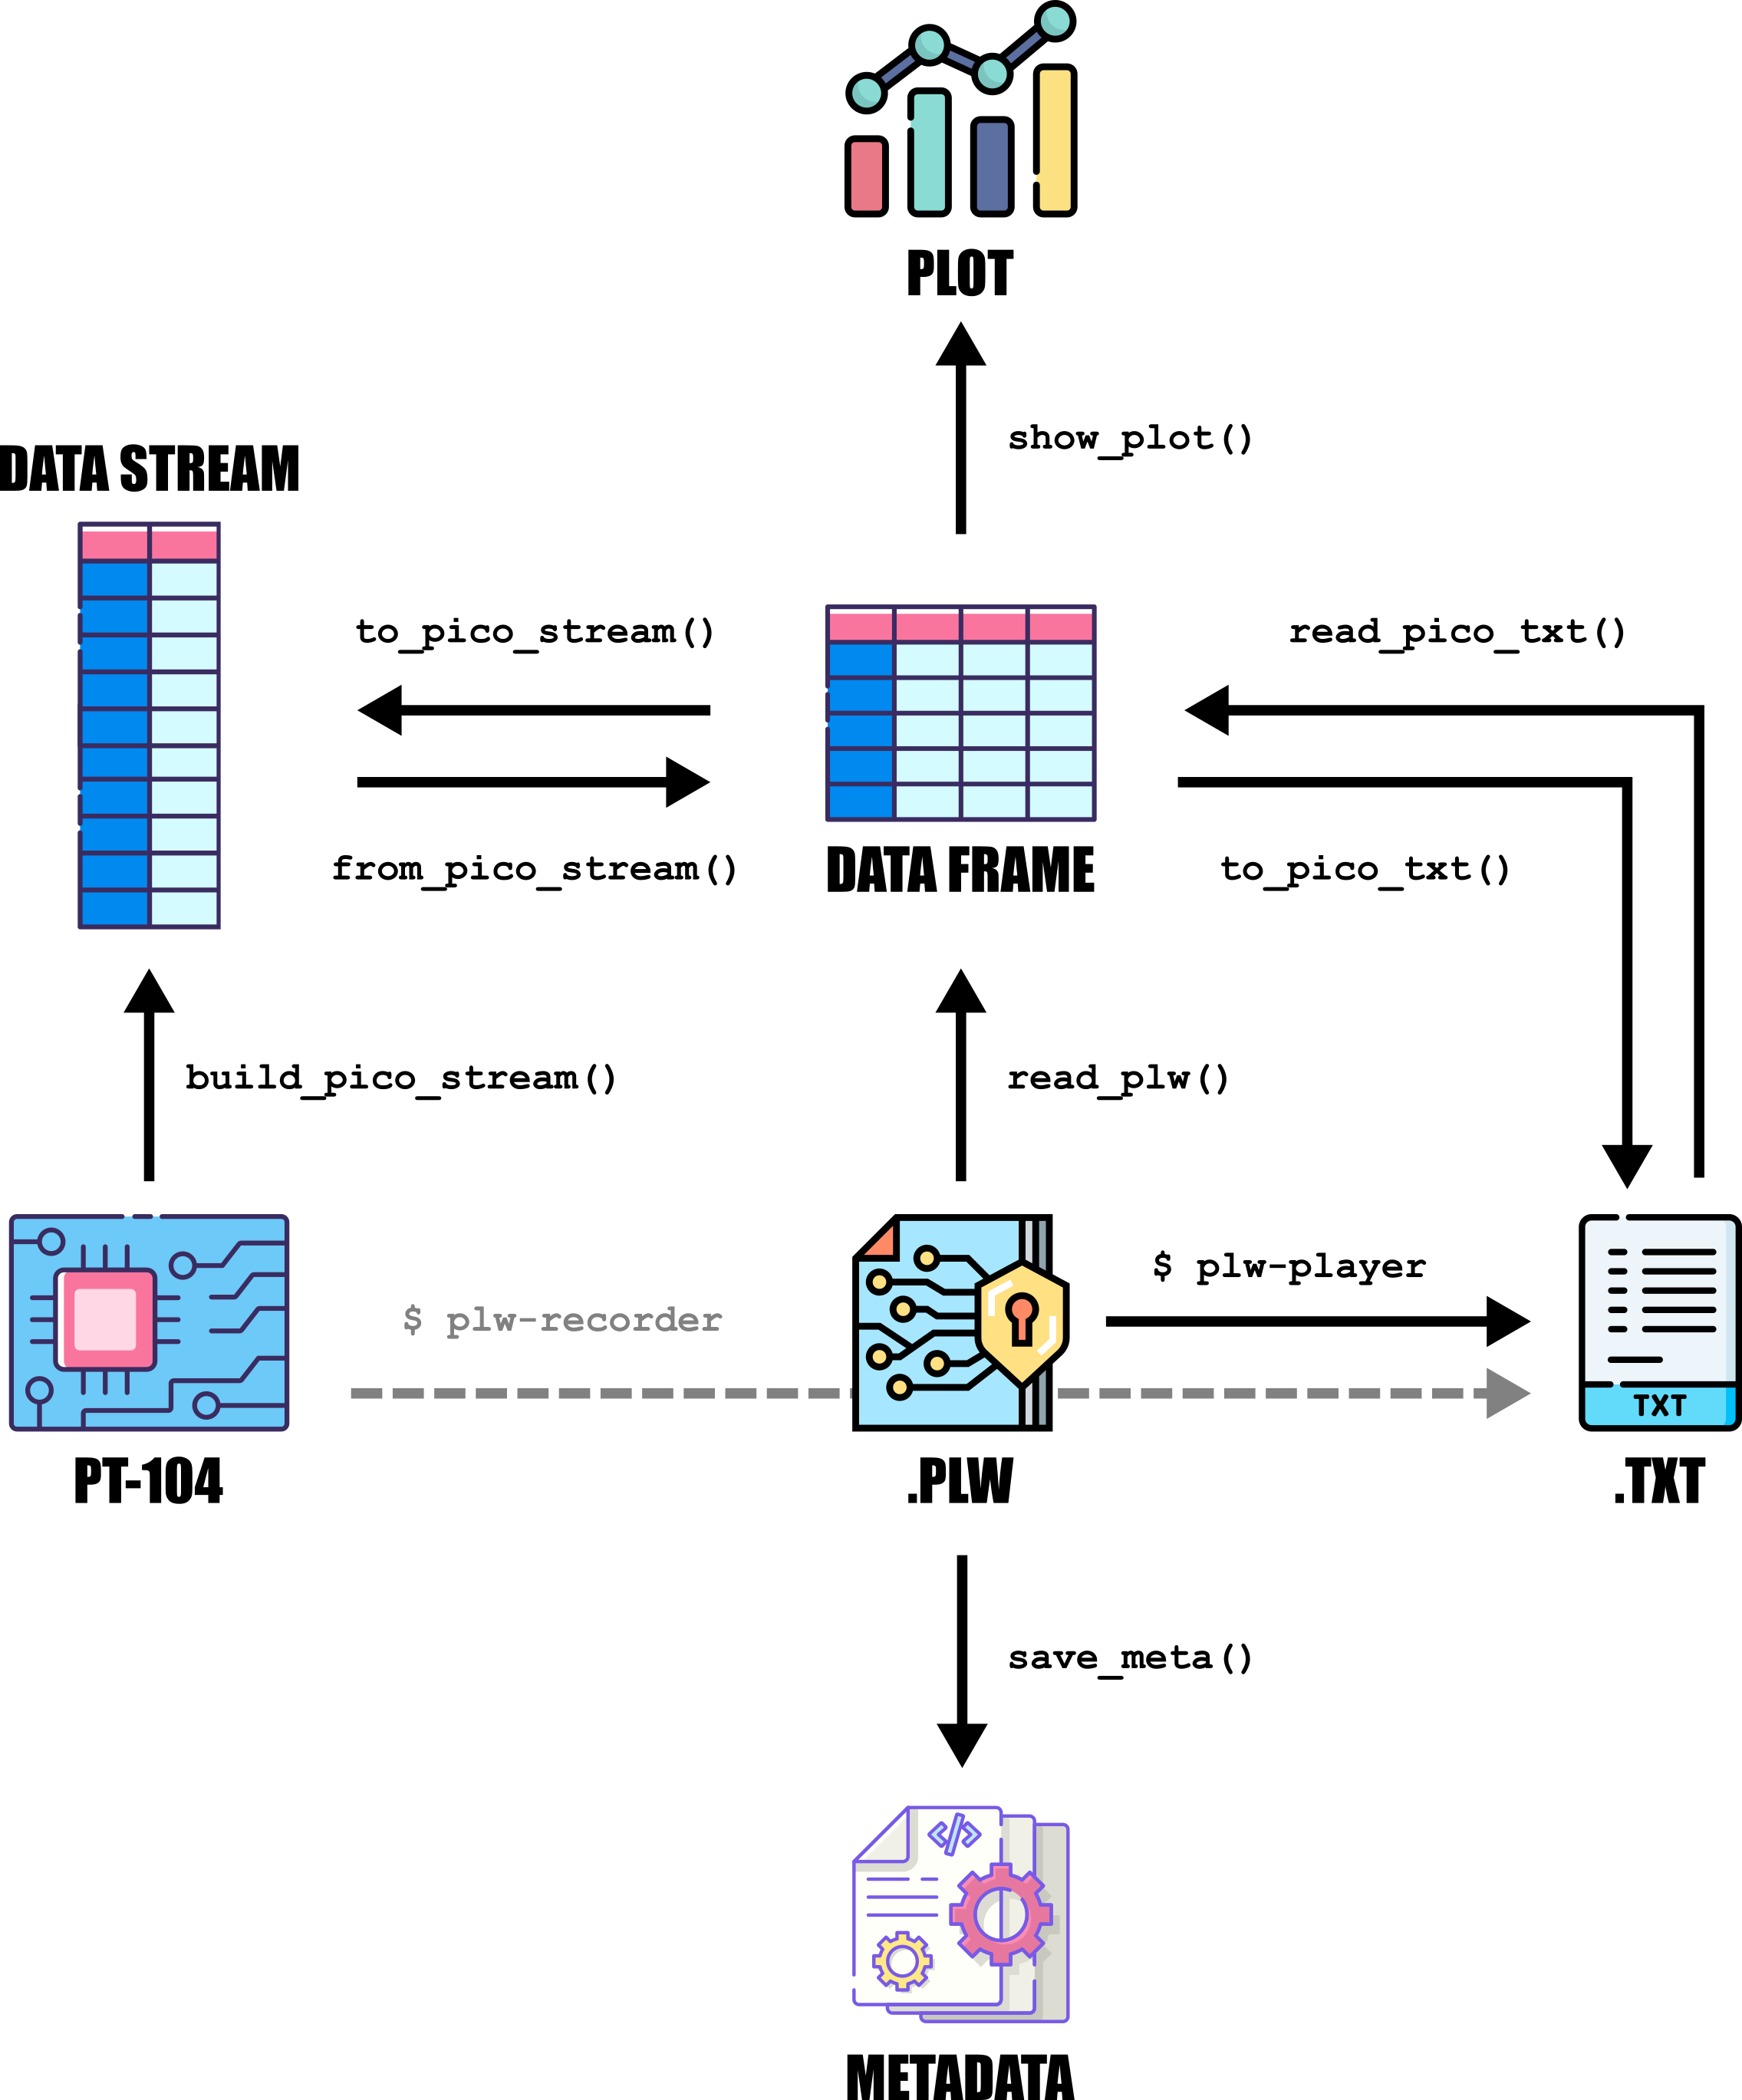 PLOT
show_plot()
DATA STREAM
to_pico_stream()
read_pico_txt()
from_pico_stream()
DATA FRAME
to_pico_txt()
build_pico_stream()
read_plw()
$ plw-recorder
$ plw-player
TXT
PT-104
.PLW
.TXT
save_meta()
</>
METADATA